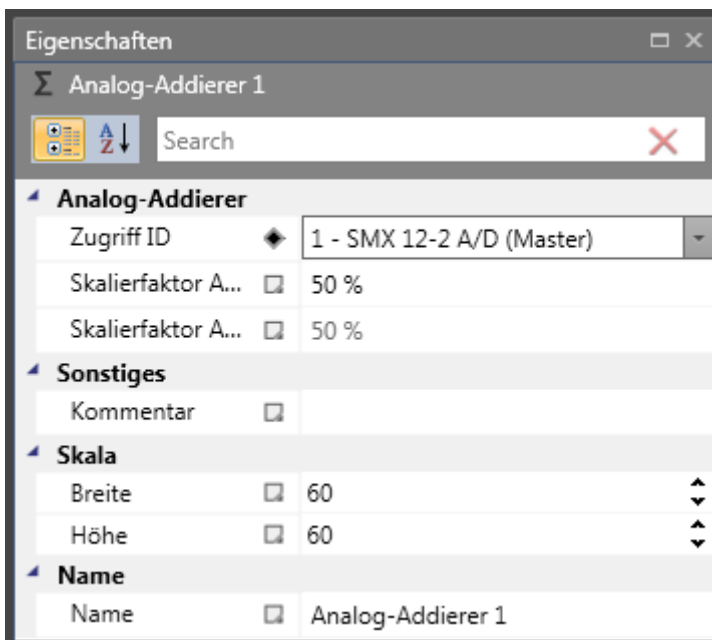 Eigenschaften
Σ Analog-Addierer 1
A Z Search
Analog-Addierer
Zugriff ID 1 - SMX 12-2 A/D (Master)
Skalierfaktor A... 50 %
Skalierfaktor A... 50 %
Sonstiges
Kommentar
Skala
Breite 60
Höhe 60
Name
Name Analog-Addierer 1